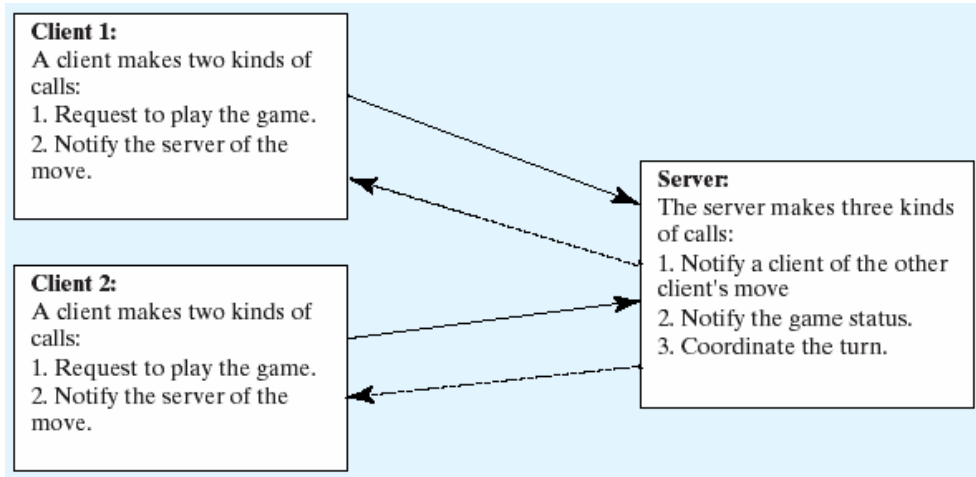 Client 1:
A client makes two kinds of
calls:
1. Request to play the game.
2. Notify the server of the
move.
Server:
The server makes three kinds
of calls:
1. Notify a client of the other
client's move
2. Notify the game status.
3. Coordinate the turn.
Client 2:
A client makes two kinds of
calls:
1. Request to play the game.
2. Notify the server of the
move.